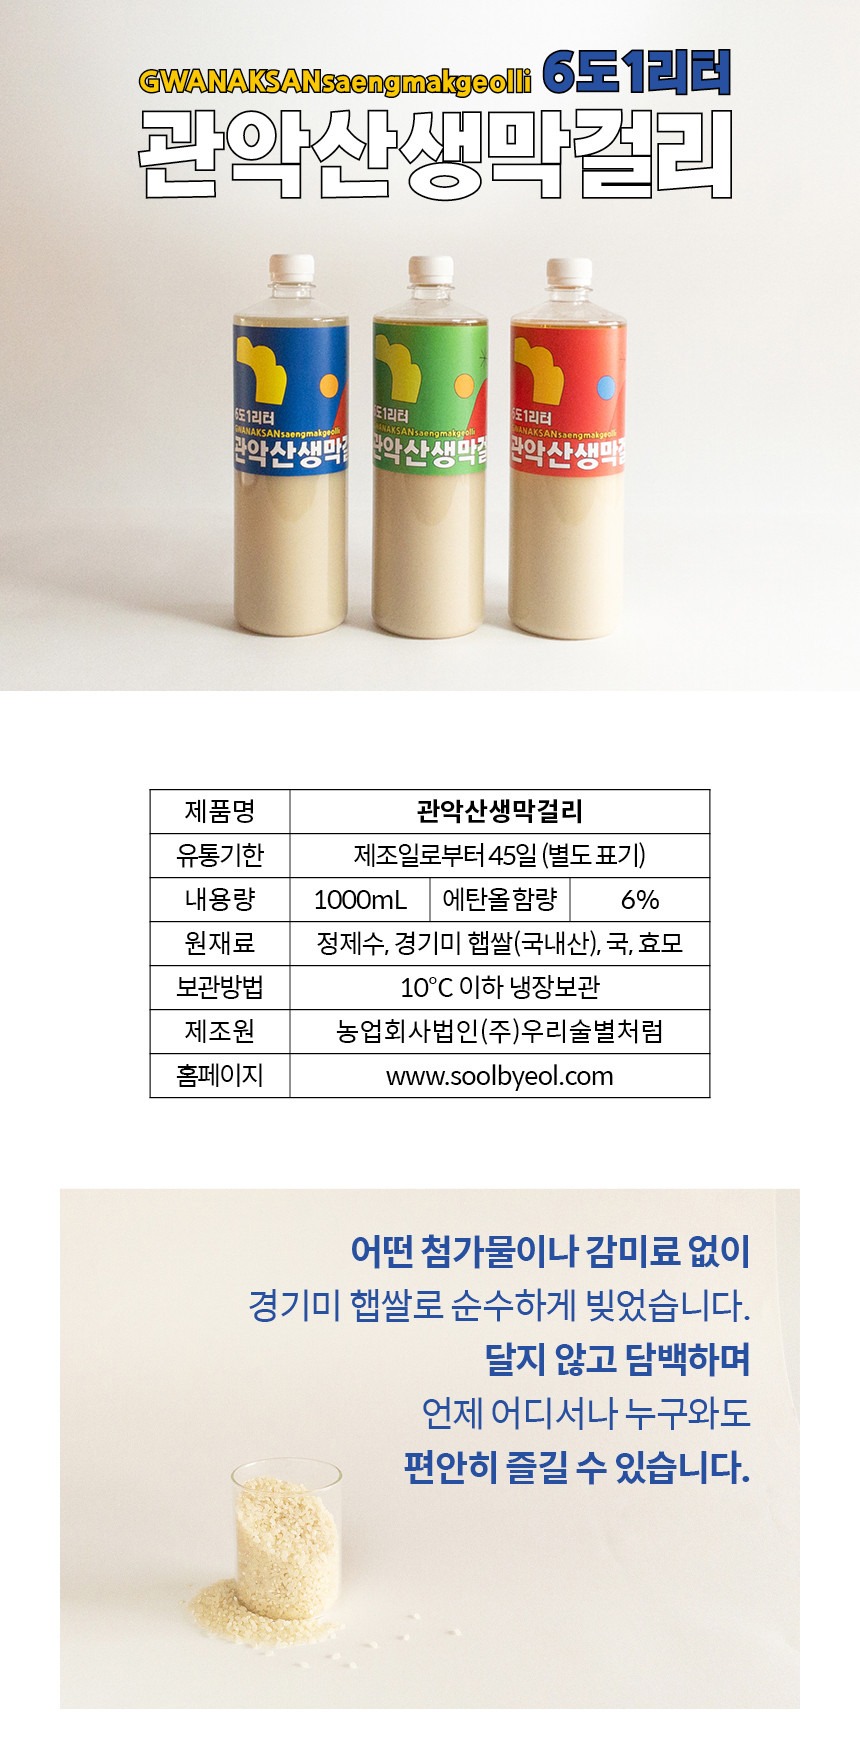 GWANAKSANsaengmakgeolli 6도1리터
관악산생막걸리
6도1리터
GWANAKSANsaengmakgeolli
관악산생막걸
6도1리터
GWANAKSANsaengmakgeolli
관악산생막걸
6도1리터
GWANAKSANsaengmakgeolli
관악산생막걸
제품명 관악산생막걸리
유통기한 제조일로부터 45일 (별도 표기)
내용량 1000mL 에탄올함량 6%
원재료 정제수, 경기미 햅쌀(국내산), 국, 효모
보관방법 10°C 이하 냉장보관
제조원 농업회사법인(주)우리술별처럼
홈페이지 www.soolbyeol.com
어떤 첨가물이나 감미료 없이
경기미 햅쌀로 순수하게 빚었습니다.
달지 않고 담백하며
언제 어디서나 누구와도
편안히 즐길 수 있습니다.